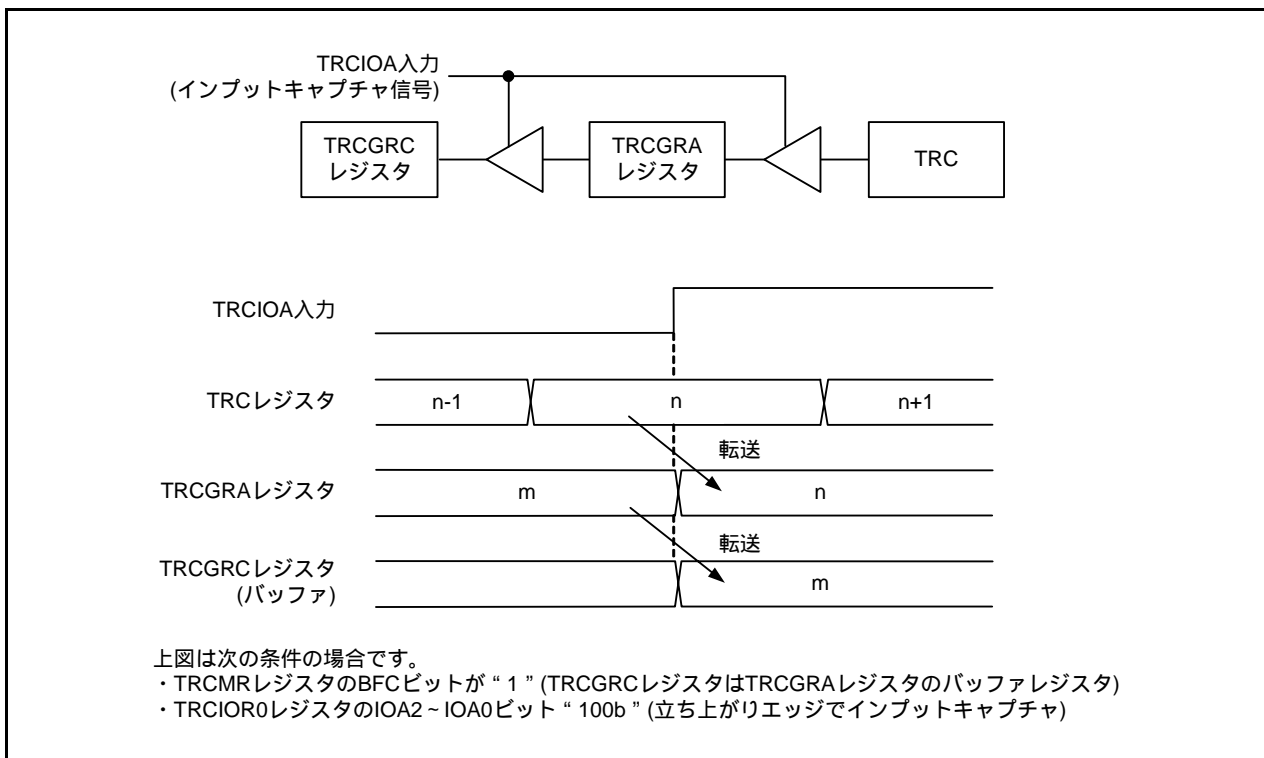 TRCIOA入力
(インプットキャプチャ信号)
TRCGRC
レジスタ
TRCGRA
レジスタ
TRC
TRCIOA入力
TRCレジスタ
n-1
n
n+1
転送
TRCGRAレジスタ
m
n
転送
TRCGRCレジスタ
(バッファ)
m
上図は次の条件の場合です。
・TRCMRレジスタのBFCビットが“1”(TRCGRCレジスタはTRCGRAレジスタのバッファレジスタ)
・TRCIOR0レジスタのIOA2~IOA0ビット“100b”(立ち上がりエッジでインプットキャプチャ)